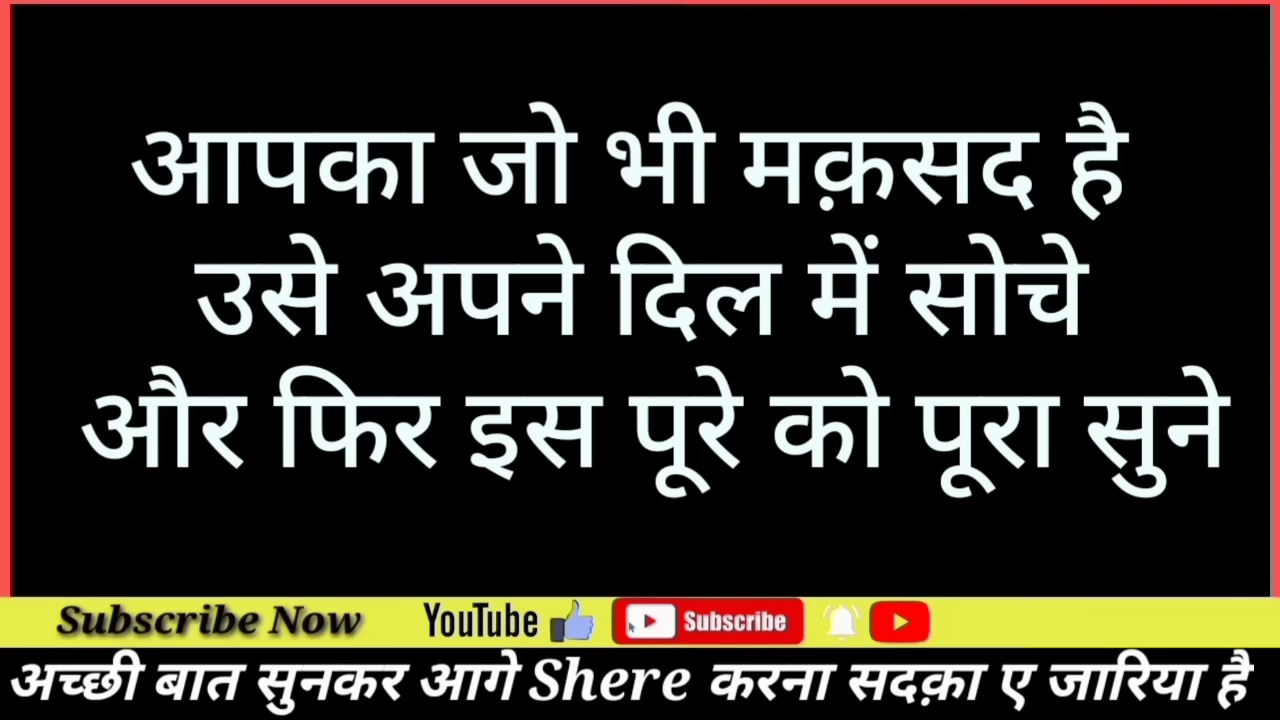 आपका जो भी मक़सद है
उसे अपने दिल में सोचे
और फिर इस पूरे को पूरा सुने
Subscribe Now YouTube Subscribe
अच्छी बात सुनकर आगे Shere करना सदक़ा ए जारिया है